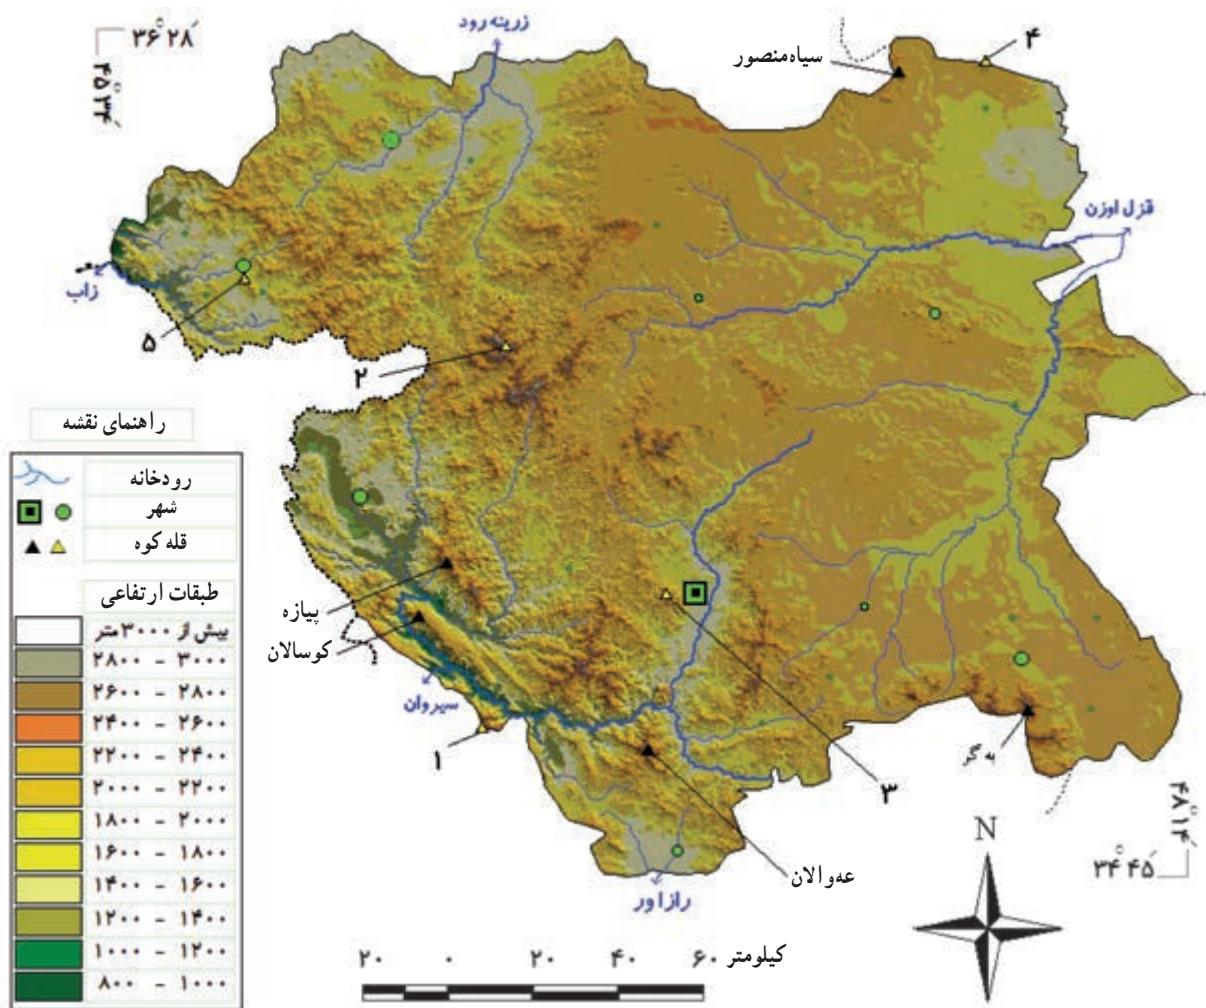 ۳۶° ۲۸′
۴۵° ۳۴′
زرینه رود
سیاه‌منصور
۴
قزل اوزن
زاب
۵
۲
راهنمای نقشه
رودخانه
شهر
قله کوه
طبقات ارتفاعی
بیش از ۳۰۰۰ متر
۲۸۰۰ - ۳۰۰۰
۲۶۰۰ - ۲۸۰۰
۲۴۰۰ - ۲۶۰۰
۲۲۰۰ - ۲۴۰۰
۲۰۰۰ - ۲۲۰۰
۱۸۰۰ - ۲۰۰۰
۱۶۰۰ - ۱۸۰۰
۱۴۰۰ - ۱۶۰۰
۱۲۰۰ - ۱۴۰۰
۱۰۰۰ - ۱۲۰۰
۸۰۰ - ۱۰۰۰
پیازه
کوسالان
سیروان
۱
به گر
۳
۴۸° ۱۴′
۳۴° ۴۵′
عه‌والان
رازاور
N
۲۰ ۰ ۲۰ ۴۰ ۶۰ کیلومتر